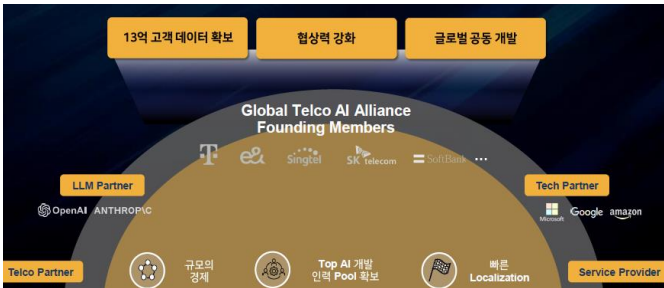 13억 고객 데이터 확보
협상력 강화
글로벌 공동 개발
Global Telco AI Alliance
Founding Members
T e& Singtel SK telecom SoftBank ...
LLM Partner
Tech Partner
OpenAI ANTHROP\C
Microsoft Google amazon
Telco Partner
규모의
경제
Top AI 개발
인력 Pool 확보
빠른
Localization
Service Provider